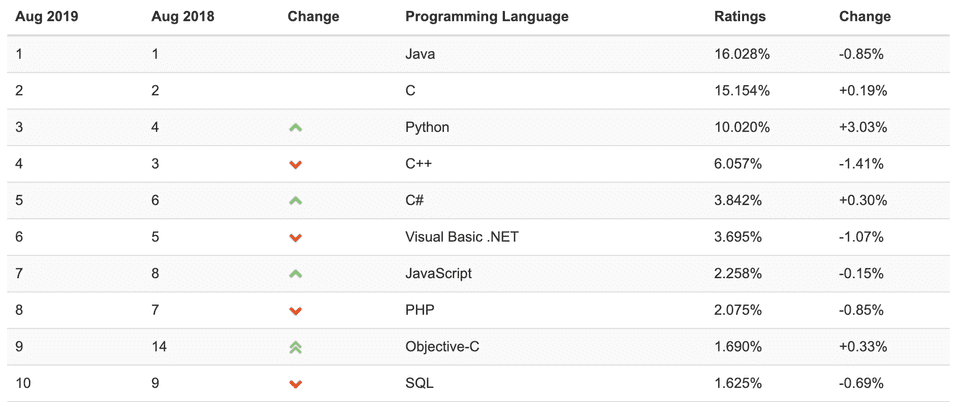 Aug 2019 Aug 2018 Change Programming Language Ratings Change
1 1 Java 16.028% -0.85%
2 2 C 15.154% +0.19%
3 4 Python 10.020% +3.03%
4 3 C++ 6.057% -1.41%
5 6 C# 3.842% +0.30%
6 5 Visual Basic .NET 3.695% -1.07%
7 8 JavaScript 2.258% -0.15%
8 7 PHP 2.075% -0.85%
9 14 Objective-C 1.690% +0.33%
10 9 SQL 1.625% -0.69%